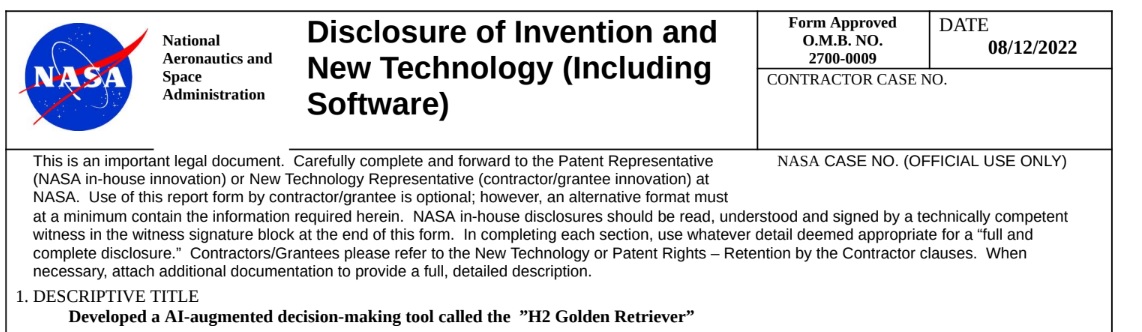 NASA
National
Aeronautics and
Space
Administration
Disclosure of Invention and
New Technology (Including
Software)
Form Approved
O.M.B. NO.
2700-0009
DATE
08/12/2022
CONTRACTOR CASE NO.
This is an important legal document.  Carefully complete and forward to the Patent Representative
(NASA in-house innovation) or New Technology Representative (contractor/grantee innovation) at
NASA.  Use of this report form by contractor/grantee is optional; however, an alternative format must
at a minimum contain the information required herein.  NASA in-house disclosures should be read, understood and signed by a technically competent
witness in the witness signature block at the end of this form.  In completing each section, use whatever detail deemed appropriate for a “full and
complete disclosure.”  Contractors/Grantees please refer to the New Technology or Patent Rights – Retention by the Contractor clauses.  When
necessary, attach additional documentation to provide a full, detailed description.
NASA CASE NO. (OFFICIAL USE ONLY)
1. DESCRIPTIVE TITLE
Developed a AI-augmented decision-making tool called the ”H2 Golden Retriever”